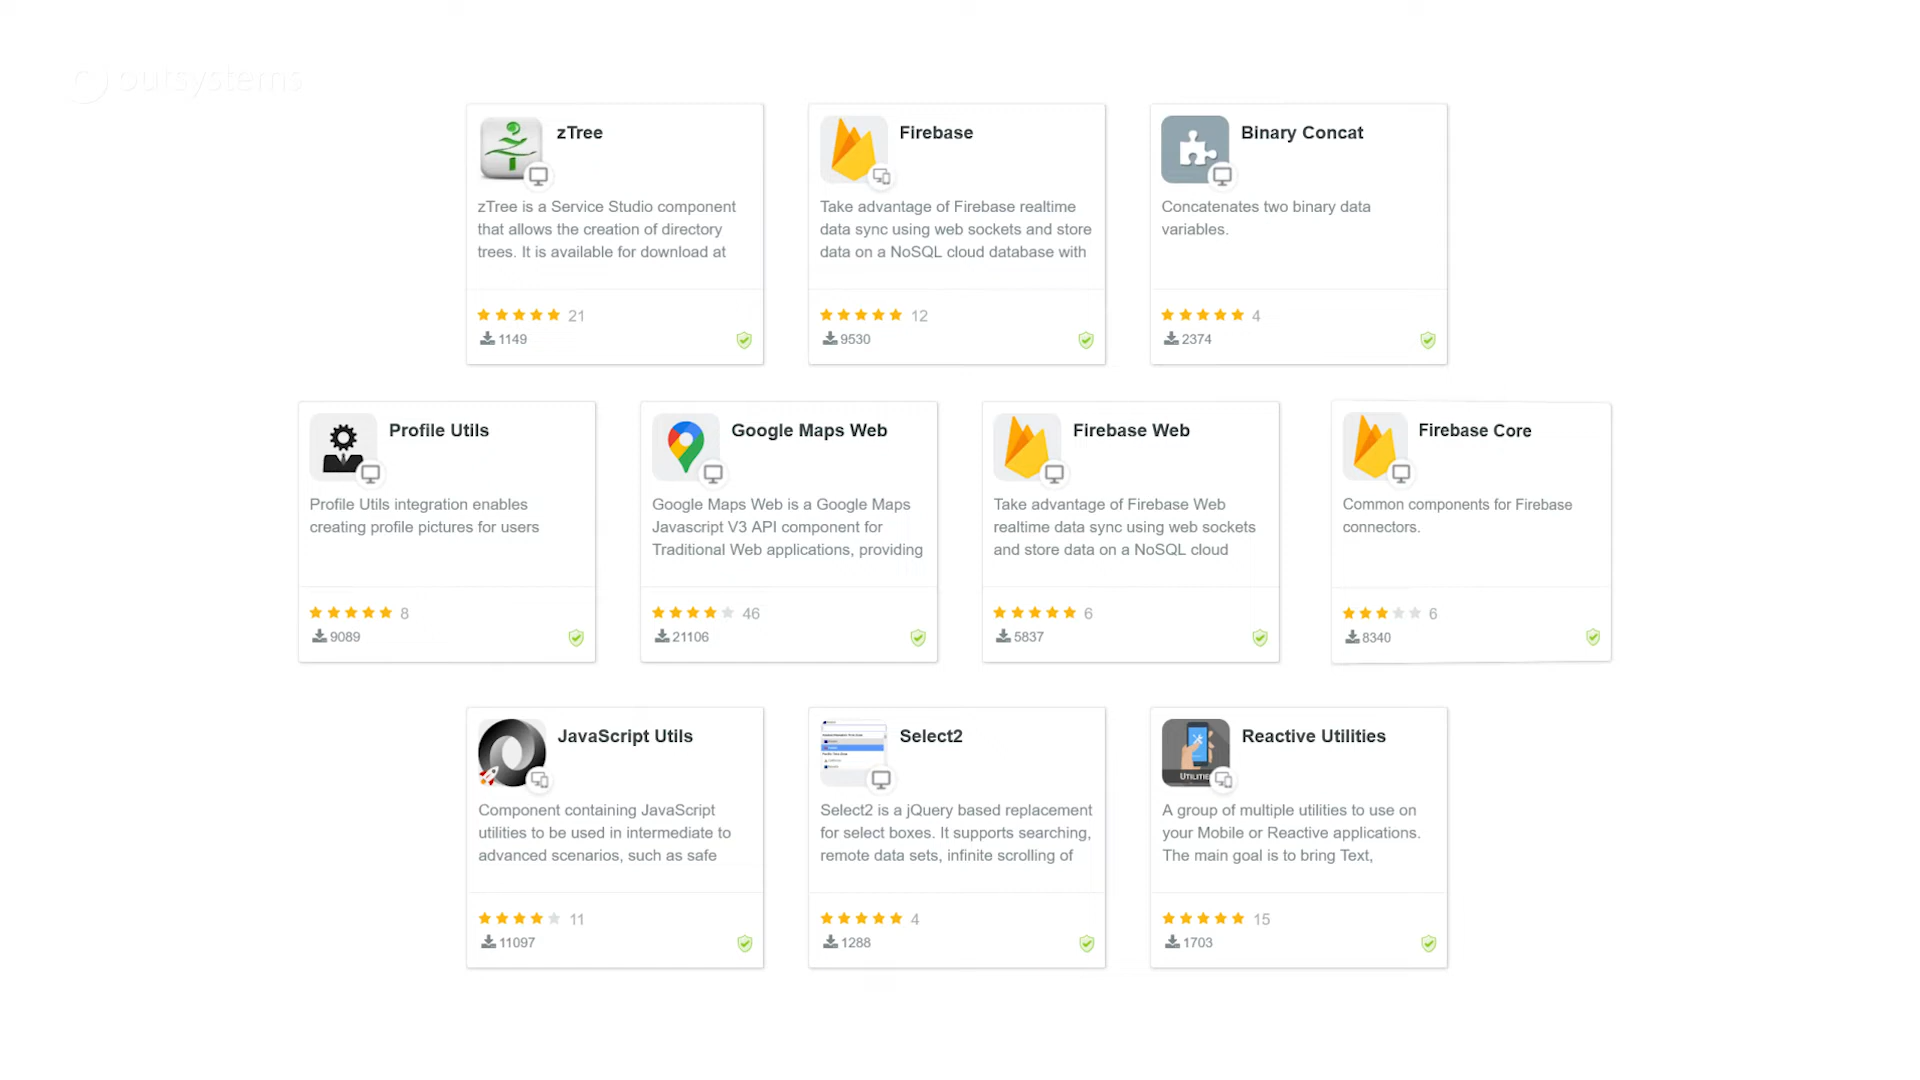 outsystems
zTree
zTree is a Service Studio component
that allows the creation of directory
trees. It is available for download at
21
1149
Firebase
Take advantage of Firebase realtime
data sync using web sockets and store
data on a NoSQL cloud database with
12
9530
Binary Concat
Concatenates two binary data
variables.
4
2374
Profile Utils
Profile Utils integration enables
creating profile pictures for users
8
9089
Google Maps Web
Google Maps Web is a Google Maps
Javascript V3 API component for
Traditional Web applications, providing
46
21106
Firebase Web
Take advantage of Firebase Web
realtime data sync using web sockets
and store data on a NoSQL cloud
6
5837
Firebase Core
Common components for Firebase
connectors.
6
8340
JavaScript Utils
Component containing JavaScript
utilities to be used in intermediate to
advanced scenarios, such as safe
11
11097
Select2
Select2 is a jQuery based replacement
for select boxes. It supports searching,
remote data sets, infinite scrolling of
4
1288
Reactive Utilities
A group of multiple utilities to use on
your Mobile or Reactive applications.
The main goal is to bring Text,
15
1703